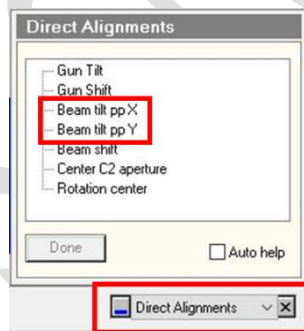 Direct Alignments
Gun Tilt
Gun Shift
Beam tilt pp X
Beam tilt pp Y
Beam shift
Center C2 aperture
Rotation center
Done
Auto help
Direct Alignments